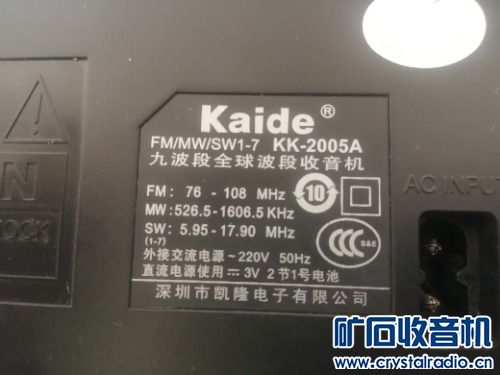 Kaide®
FM/MW/SW1-7 KK-2005A
九波段全球波段收音机
FM: 76 - 108 MHz
10
MW:526.5-1606.5KHz
SW: 5.95-17.90 MHz
(1-7)
CCC S&E
外接交流电源~220V 50Hz
直流电源使用⎓3V 2节1号电池
深圳市凯隆电子有限公司
AC INPUT
矿石收音机
www.crystalradio.cn